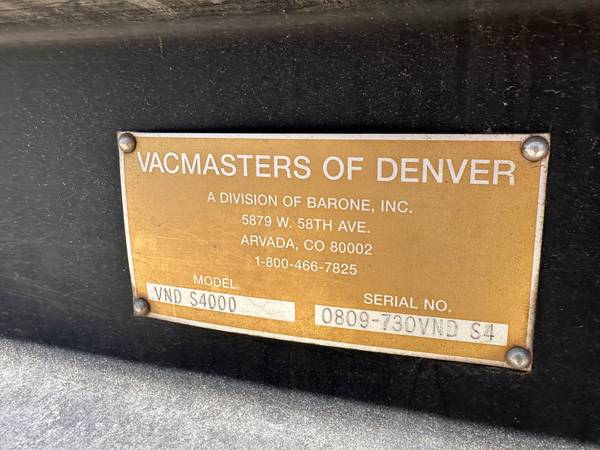 VACMASTERS OF DENVER
A DIVISION OF BARONE, INC.
5879 W. 58TH AVE.
ARVADA, CO 80002
1-800-466-7825
MODEL
VND S4000
SERIAL NO.
0809-730VND S4